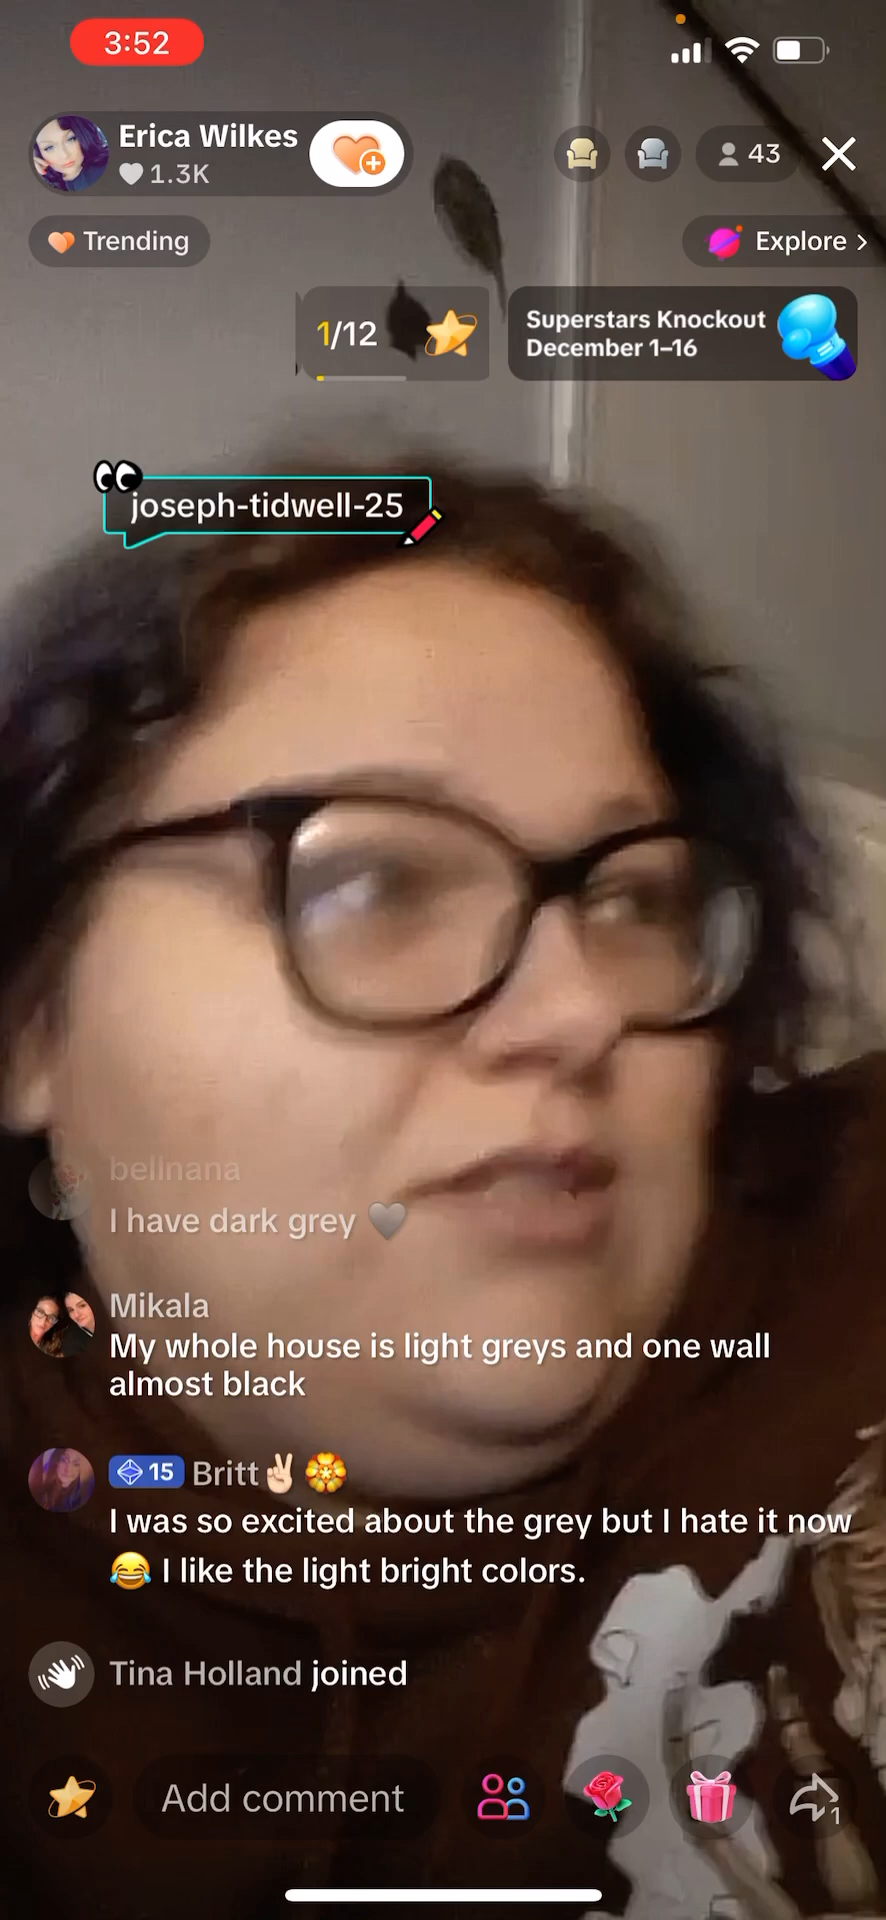 3:52
Erica Wilkes
1.3K
43
Trending
Explore >
1/12
Superstars Knockout
December 1–16
joseph-tidwell-25
bellnana
I have dark grey 🩶
Mikala
My whole house is light greys and one wall
almost black
15 Britt✌🏻🏵️
I was so excited about the grey but I hate it now
😂 I like the light bright colors.
Tina Holland joined
Add comment
1